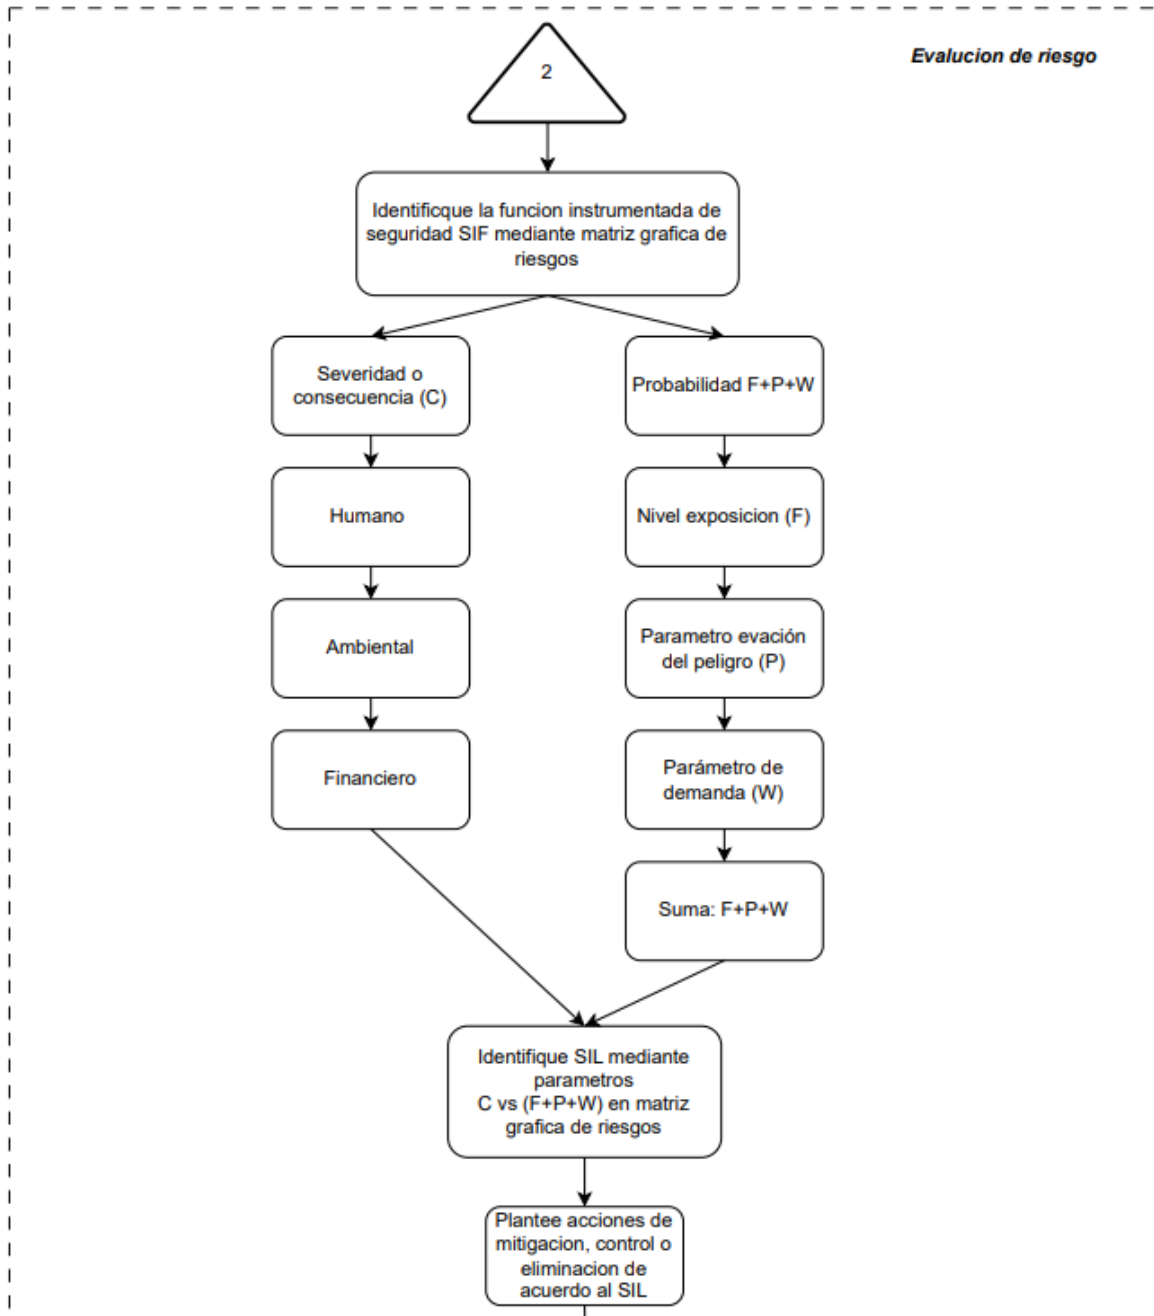 Evalucion de riesgo
2
Identificque la funcion instrumentada de
seguridad SIF mediante matriz grafica de
riesgos
Severidad o
consecuencia (C)
Probabilidad F+P+W
Humano
Nivel exposicion (F)
Ambiental
Parametro evación
del peligro (P)
Financiero
Parámetro de
demanda (W)
Suma: F+P+W
Identifique SIL mediante
parametros
C vs (F+P+W) en matriz
grafica de riesgos
Plantee acciones de
mitigacion, control o
eliminacion de
acuerdo al SIL